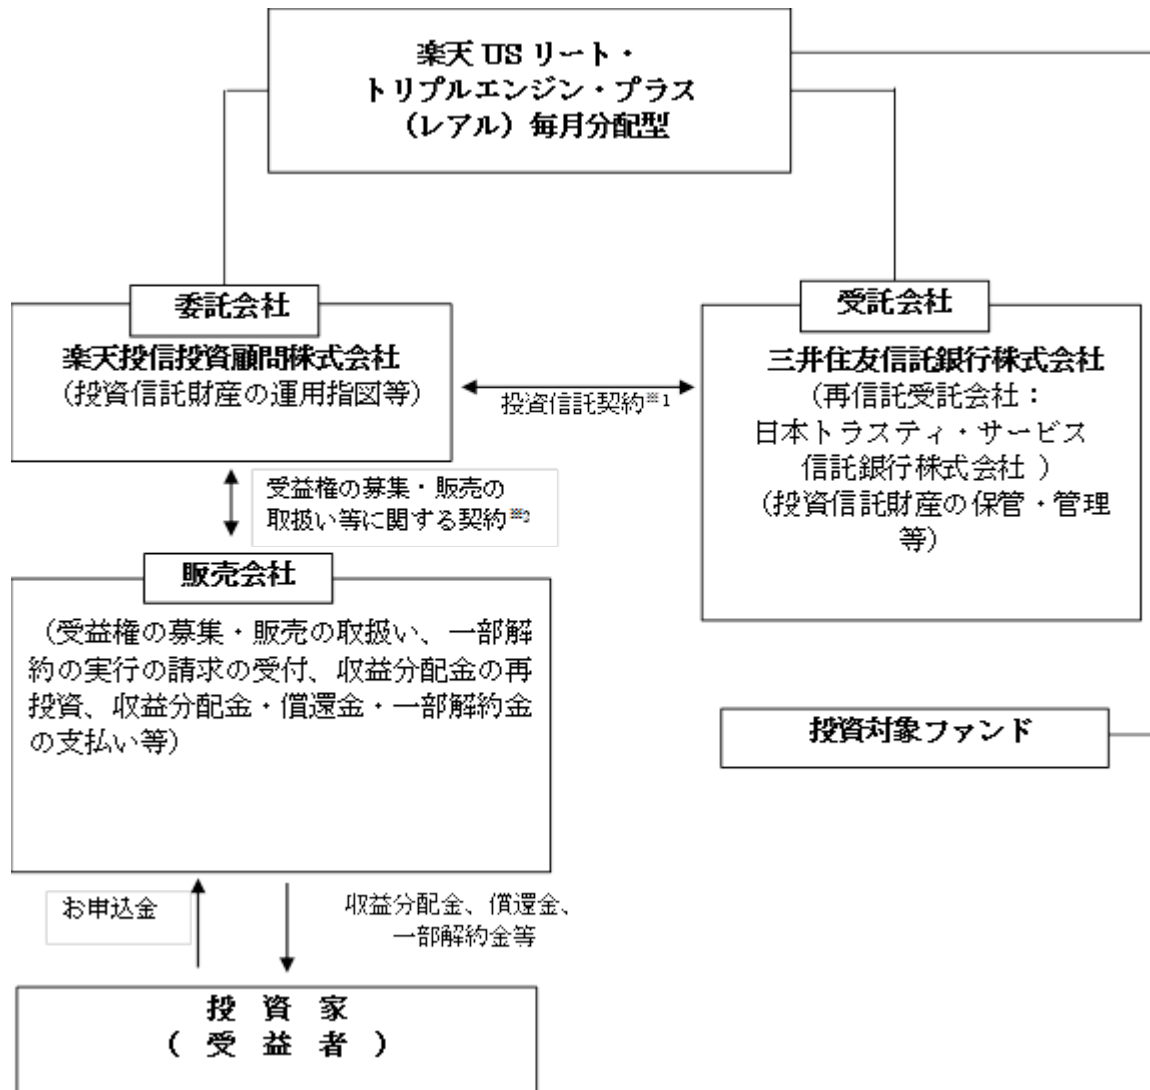 楽天 US リート・
トリプルエンジン・プラス
（レアル）毎月分配型
委託会社
楽天投信投資顧問株式会社
（投資信託財産の運用指図等）
投資信託契約※1
受託会社
三井住友信託銀行株式会社
（再信託受託会社：
日本トラスティ・サービス
信託銀行株式会社 ）
（投資信託財産の保管・管理
等）
受益権の募集・販売の
取扱い等に関する契約※2
販売会社
（受益権の募集・販売の取扱い、一部解
約の実行の請求の受付、収益分配金の再
投資、収益分配金・償還金・一部解約金
の支払い等）
投資対象ファンド
お申込金
収益分配金、償還金、
一部解約金等
投 資 家
（ 受 益 者 ）